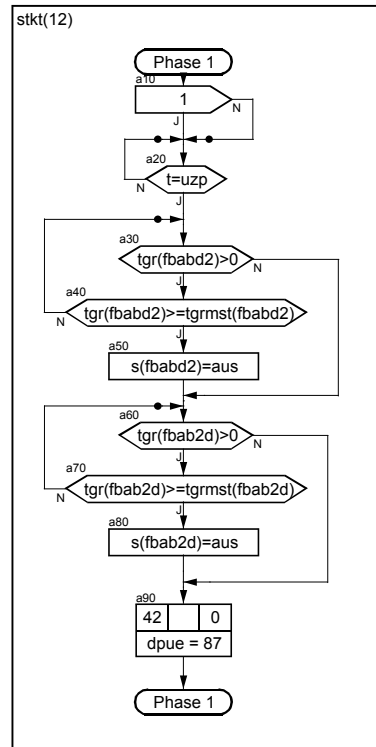 stkt(12)
Phase 1
a10
1
N
J
a20
t=uzp
N
J
a30
tgr(fbabd2)>0
N
J
a40
tgr(fbabd2)>=tgrmst(fbabd2)
N
J
a50
s(fbabd2)=aus
a60
tgr(fbab2d)>0
N
J
a70
tgr(fbab2d)>=tgrmst(fbab2d)
N
J
a80
s(fbab2d)=aus
a90
42 0
dpue = 87
Phase 1